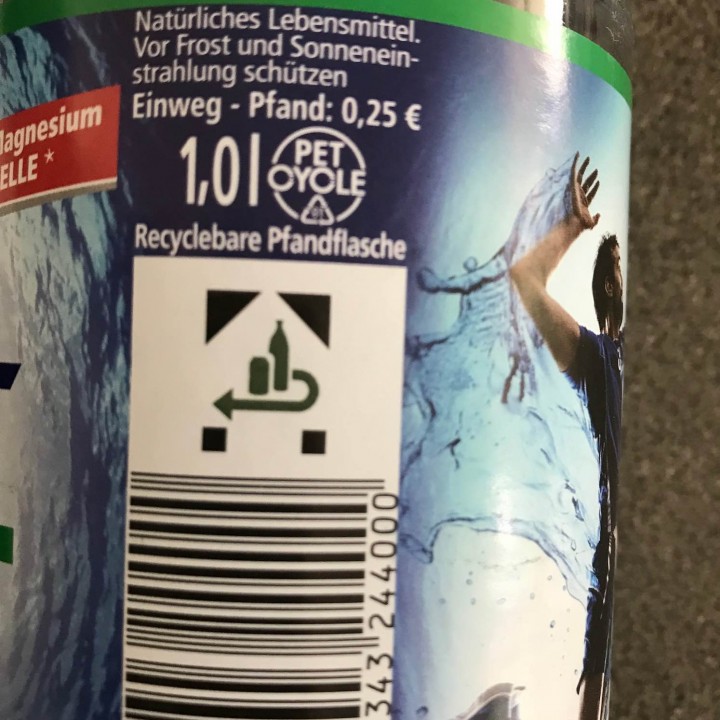 Natürliches Lebensmittel.
Vor Frost und Sonnenein-
strahlung schützen
Einweg - Pfand: 0,25 €
1,0 l
PET
CYCLE
01
Recyclebare Pfandflasche
ELLE *
343 244000